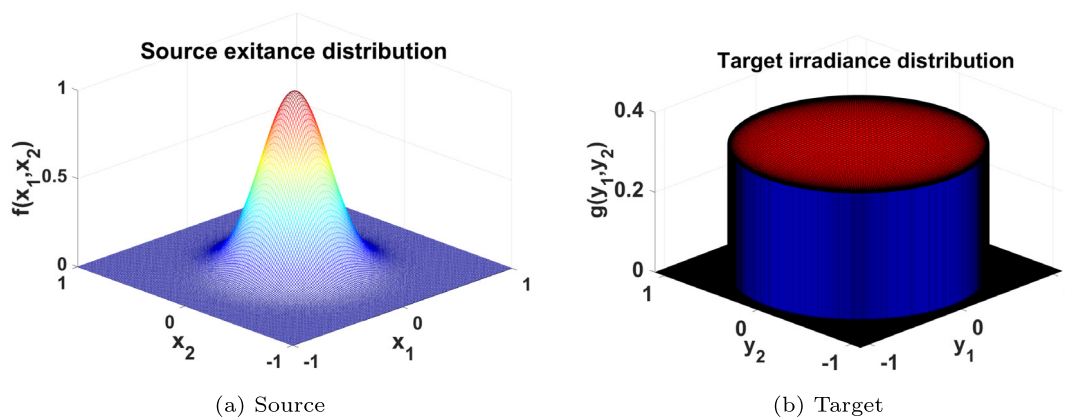 Source exitance distribution
f(x₁,x₂)
1
0.5
0
1
0
-1
x₂
-1
0
1
x₁
(a) Source
Target irradiance distribution
g(y₁,y₂)
0.4
0.2
0
1
0
-1
y₂
-1
0
y₁
(b) Target